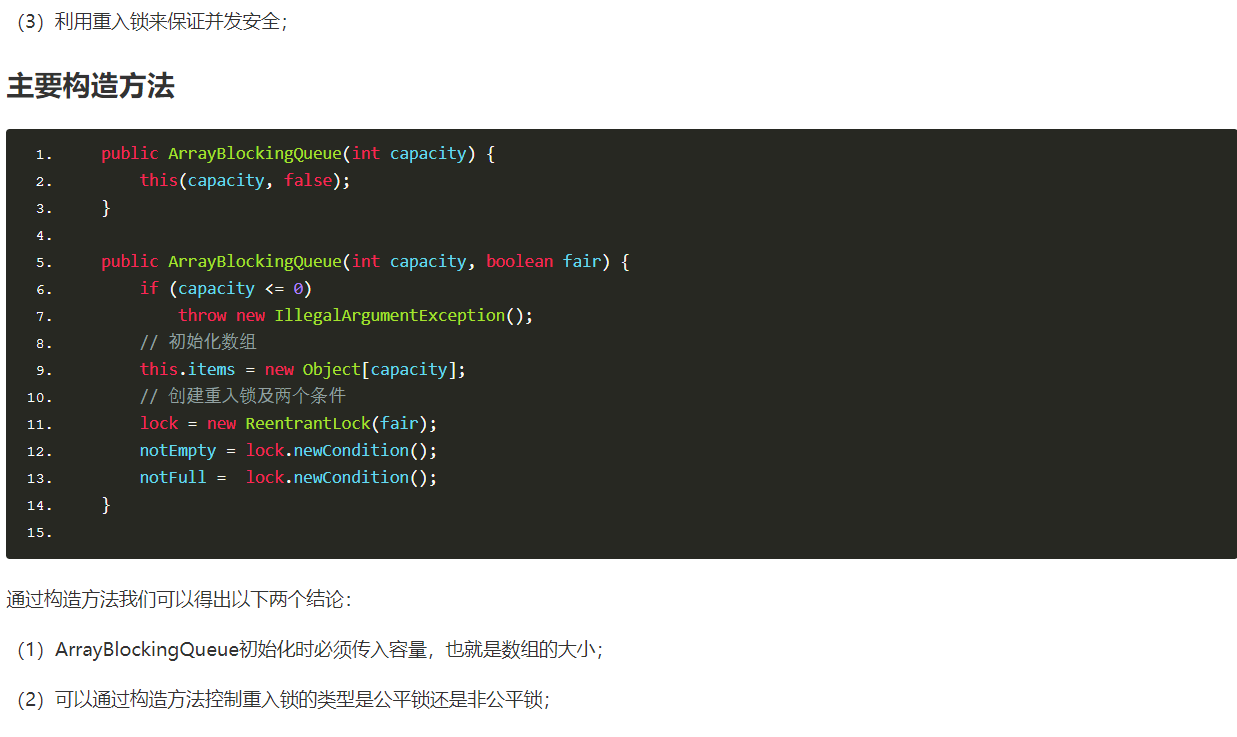 （3）利用重入锁来保证并发安全；
主要构造方法
1. public ArrayBlockingQueue(int capacity) {
2. this(capacity, false);
3. }
4.
5. public ArrayBlockingQueue(int capacity, boolean fair) {
6. if (capacity <= 0)
7. throw new IllegalArgumentException();
8. // 初始化数组
9. this.items = new Object[capacity];
10. // 创建重入锁及两个条件
11. lock = new ReentrantLock(fair);
12. notEmpty = lock.newCondition();
13. notFull =  lock.newCondition();
14. }
15.
通过构造方法我们可以得出以下两个结论：
（1）ArrayBlockingQueue初始化时必须传入容量，也就是数组的大小；
（2）可以通过构造方法控制重入锁的类型是公平锁还是非公平锁；